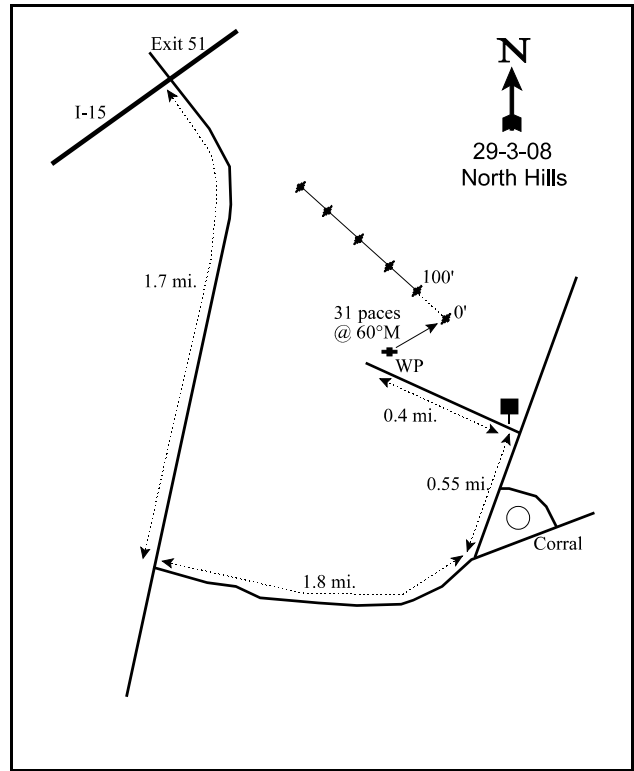 Exit 51
N
I-15
29-3-08
North Hills
1.7 mi.
100'
0'
31 paces
@ 60°M
WP
0.4 mi.
0.55 mi.
Corral
1.8 mi.